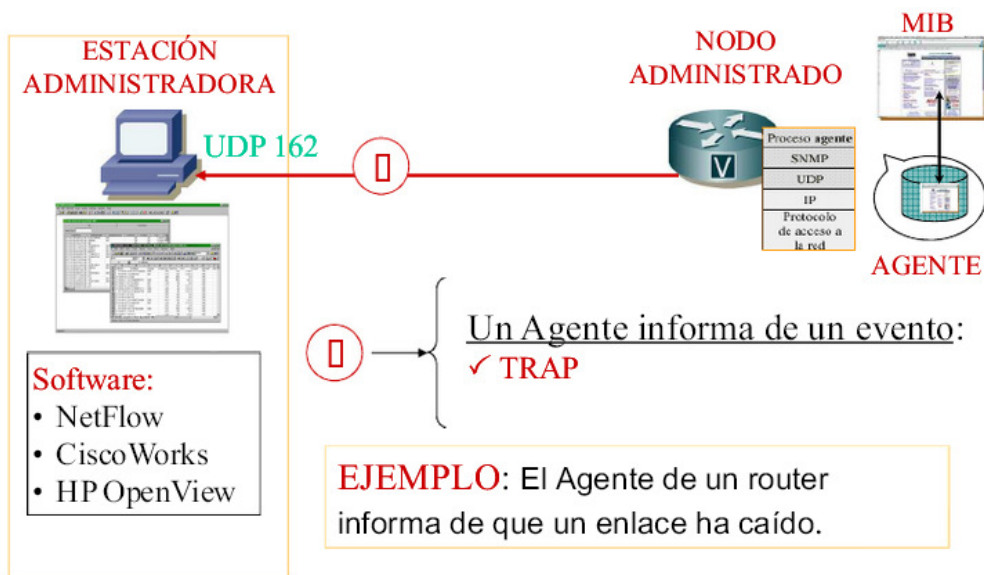 ESTACIÓN
ADMINISTRADORA
UDP 162
NODO
ADMINISTRADO
MIB
Proceso agente
SNMP
UDP
IP
Protocolo
de acceso a
la red
V
AGENTE
Un Agente informa de un evento:
✓ TRAP
Software:
• NetFlow
• CiscoWorks
• HP OpenView
EJEMPLO: El Agente de un router
informa de que un enlace ha caído.